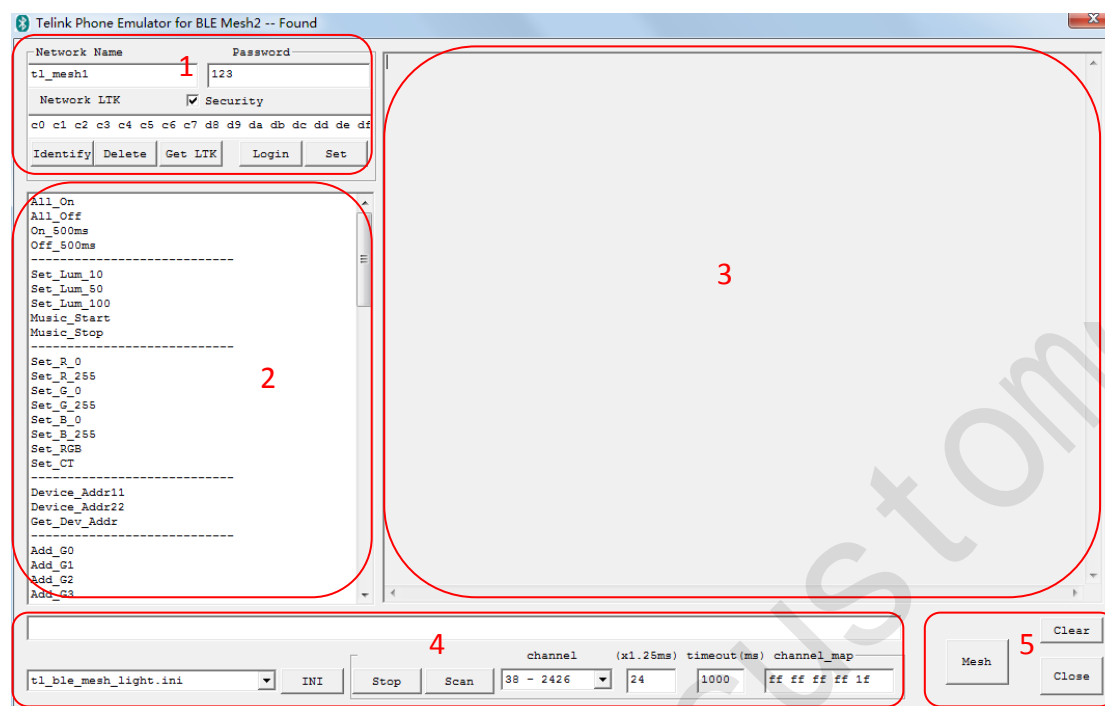 Telink Phone Emulator for BLE Mesh2 -- Found
Network Name Password
1
tl_mesh1 123
Network LTK Security
c0 c1 c2 c3 c4 c5 c6 c7 d8 d9 da db dc dd de df
Identify Delete Get LTK Login Set
All_On
All_Off
On_500ms
Off_500ms
----------------------------
Set_Lum_10
Set_Lum_50
Set_Lum_100
Music_Start
Music_Stop
----------------------------
Set_R_0
Set_R_255
Set_G_0
Set_G_255
Set_B_0
Set_B_255
Set_RGB
Set_CT
----------------------------
Device_Addr11
Device_Addr22
Get_Dev_Addr
----------------------------
Add_G0
Add_G1
Add_G2
Add_G3
2
3
4
channel (x1.25ms) timeout(ms) channel_map
tl_ble_mesh_light.ini INI Stop Scan 38 - 2426 24 1000 ff ff ff ff 1f
Mesh
5
Clear
Close
ustom